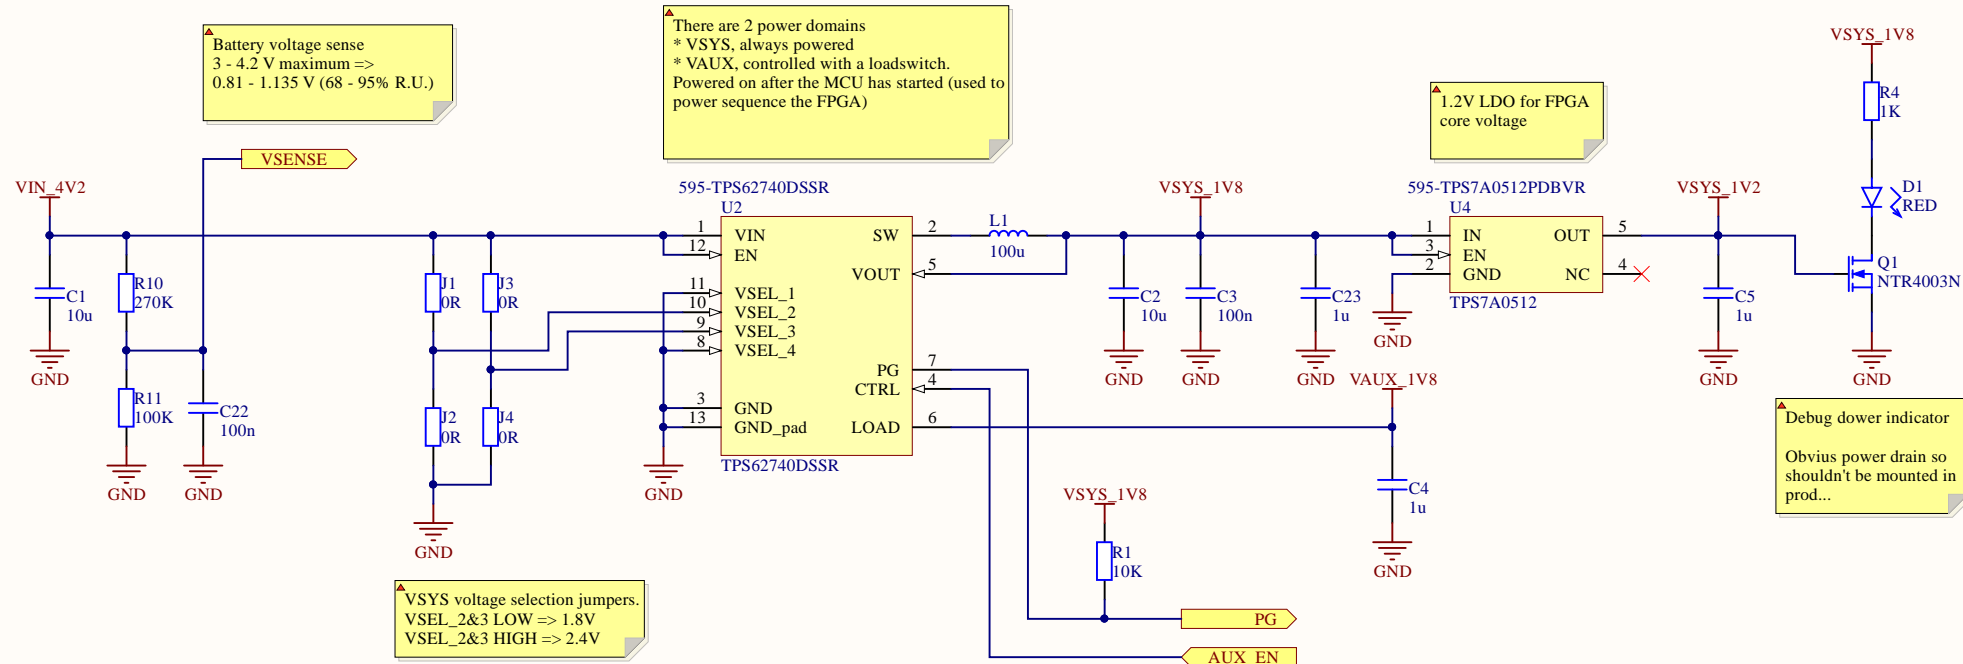 Battery voltage sense
3 - 4.2 V maximum =>
0.81 - 1.135 V (68 - 95% R.U.)
There are 2 power domains
* VSYS, always powered
* VAUX, controlled with a loadswitch.
Powered on after the MCU has started (used to
power sequence the FPGA)
1.2V LDO for FPGA
core voltage
VSYS_1V8
R4
1K
D1
RED
VSENSE
VIN_4V2
C1
10u
GND
R10
270K
R11
100K
GND
C22
100n
GND
J1
0R
J3
0R
J2
0R
J4
0R
GND
595-TPS62740DSSR
U2
1 VIN
12 EN
11 VSEL_1
10 VSEL_2
9 VSEL_3
8 VSEL_4
3 GND
13 GND_pad
SW 2
VOUT 5
PG 7
CTRL 4
LOAD 6
TPS62740DSSR
GND
L1
100u
VSYS_1V8
C2
10u
GND
C3
100n
GND
C23
1u
GND
595-TPS7A0512PDBVR
U4
1 IN
3 EN
2 GND
OUT 5
NC 4
TPS7A0512
GND
VSYS_1V2
C5
1u
GND
Q1
NTR4003N
GND
VAUX_1V8
C4
1u
GND
VSYS_1V8
R1
10K
PG
AUX_EN
Debug dower indicator
Obvius power drain so
shouldn't be mounted in
prod...
VSYS voltage selection jumpers.
VSEL_2&3 LOW => 1.8V
VSEL_2&3 HIGH => 2.4V